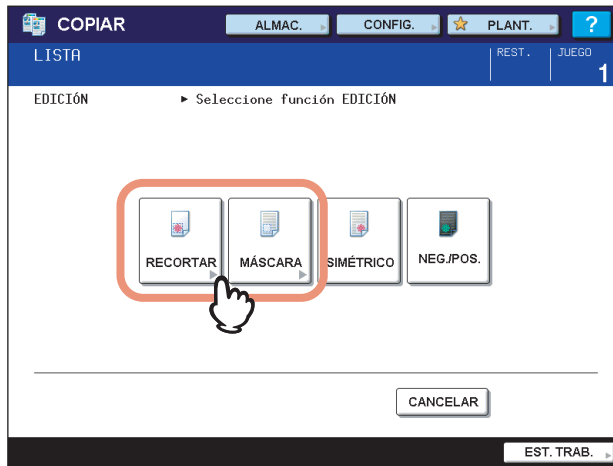 COPIAR
ALMAC. CONFIG. PLANT. ?
LISTA REST. JUEGO
1
EDICIÓN ▶ Seleccione función EDICIÓN
RECORTAR MÁSCARA SIMÉTRICO NEG./POS.
CANCELAR
EST. TRAB.